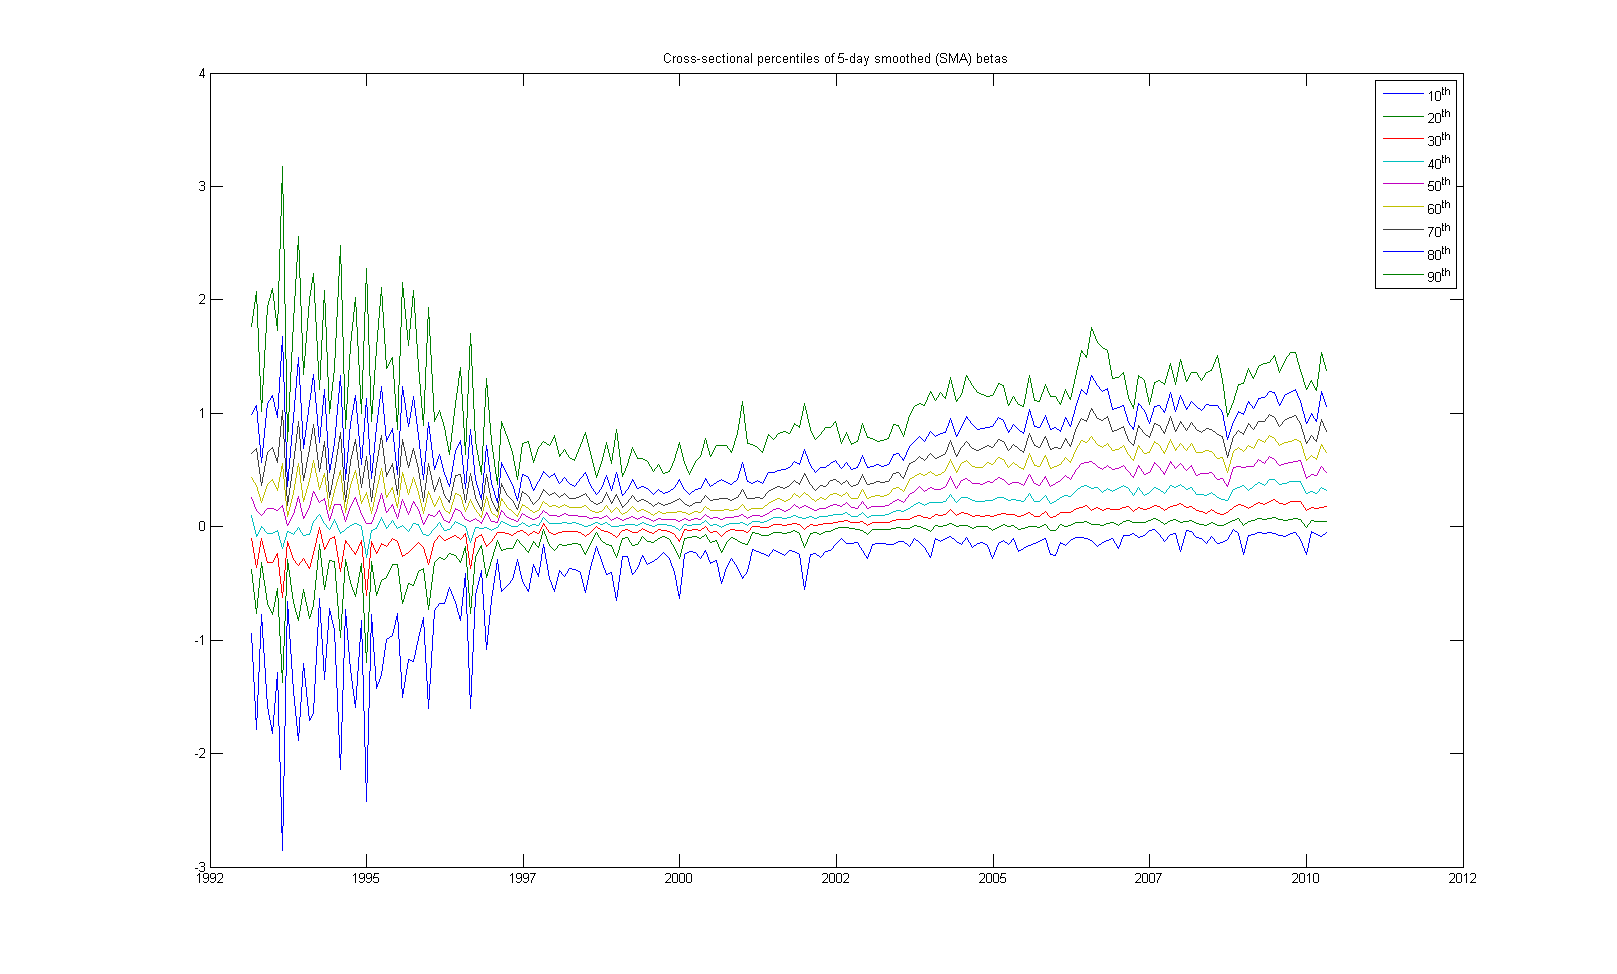 Cross-sectional percentiles of 5-day smoothed (SMA) betas
4
3
2
1
0
-1
-2
-3
1992
1995
1997
2000
2002
2005
2007
2010
2012
10th
20th
30th
40th
50th
60th
70th
80th
90th